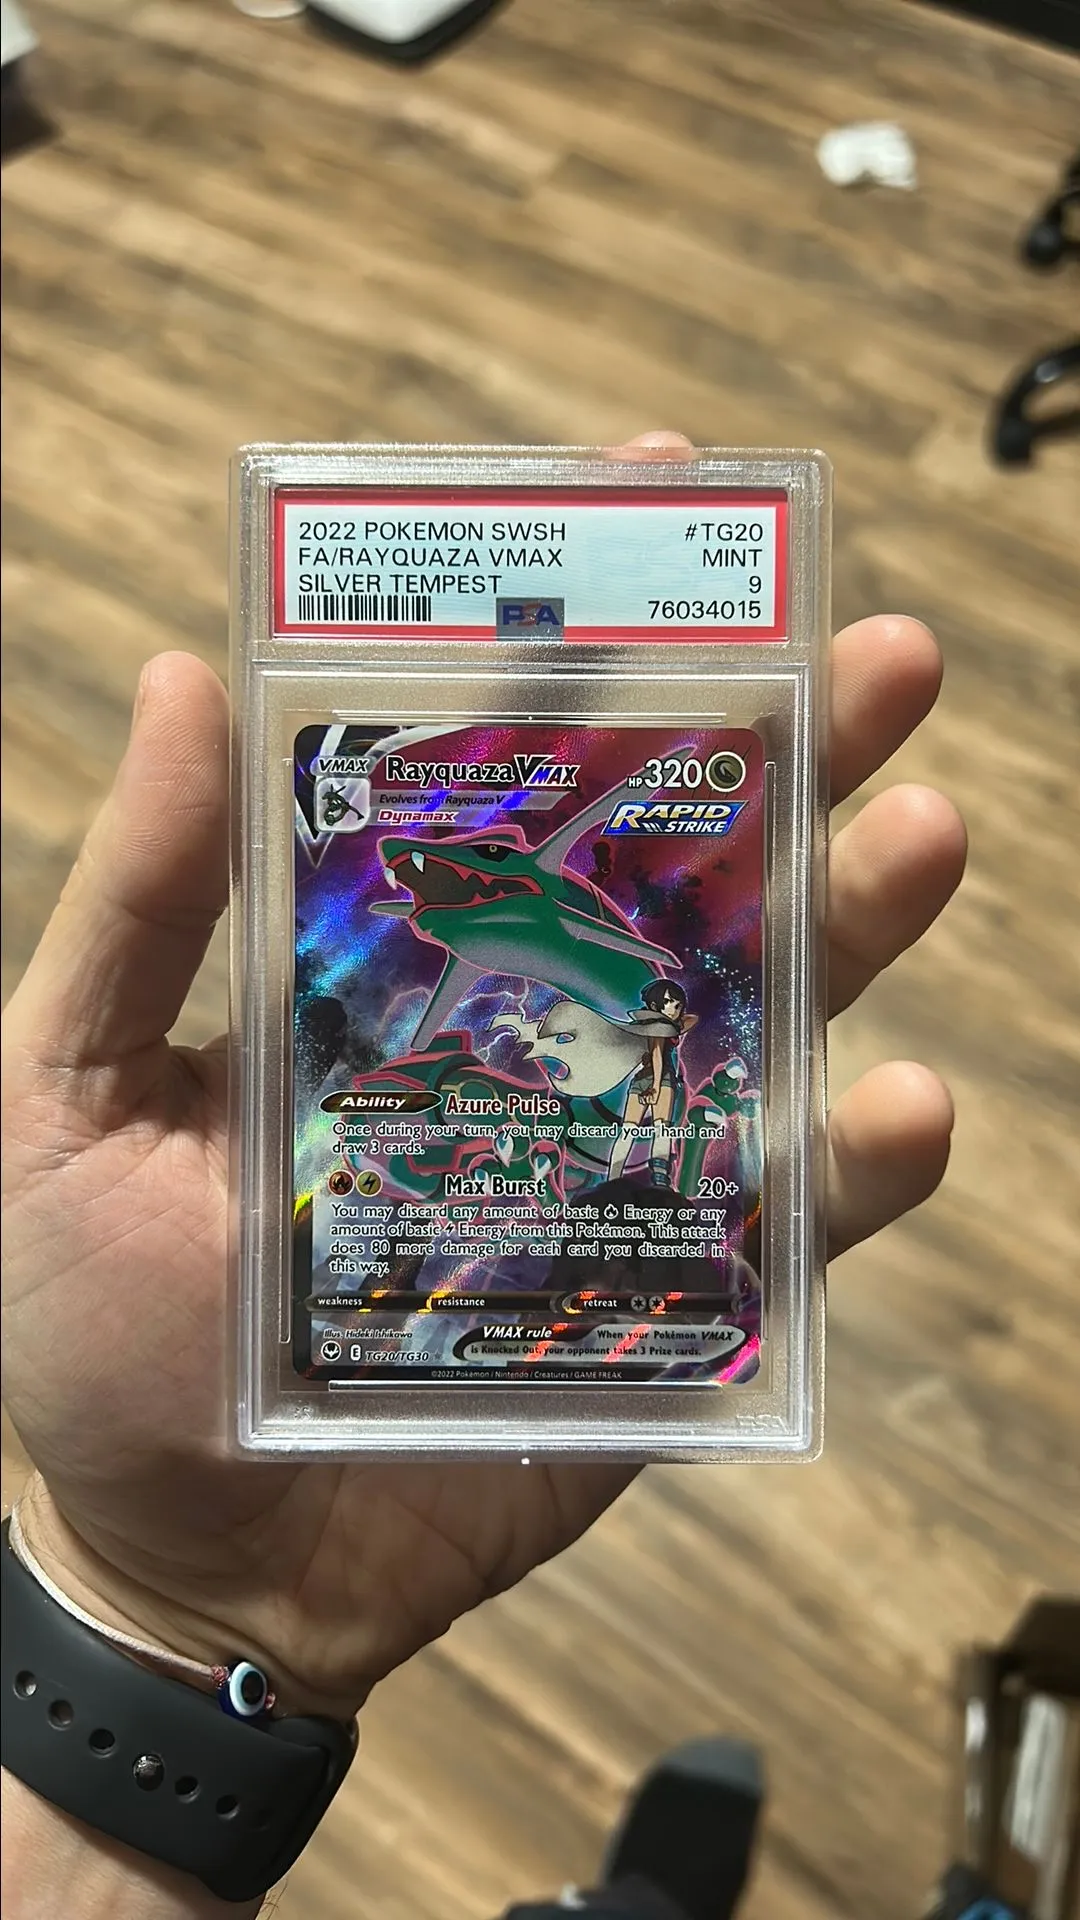 2022 POKEMON SWSH #TG20
FA/RAYQUAZA VMAX MINT
SILVER TEMPEST 9
76034015
PSA
VMAX Rayquaza VMAX HP 320
Evolves from Rayquaza V
Dynamax
RAPID
STRIKE
Ability Azure Pulse
Once during your turn, you may discard your hand and
draw 3 cards.
Max Burst 20+
You may discard any amount of basic Energy or any
amount of basic Energy from this Pokémon. This attack
does 80 more damage for each card you discarded in
this way.
weakness resistance retreat
Illus. Hideki Ishikawa
VMAX rule When your Pokémon VMAX
is Knocked Out, your opponent takes 3 Prize cards.
E TG20/TG30
©2022 Pokémon / Nintendo / Creatures / GAME FREAK
PSA